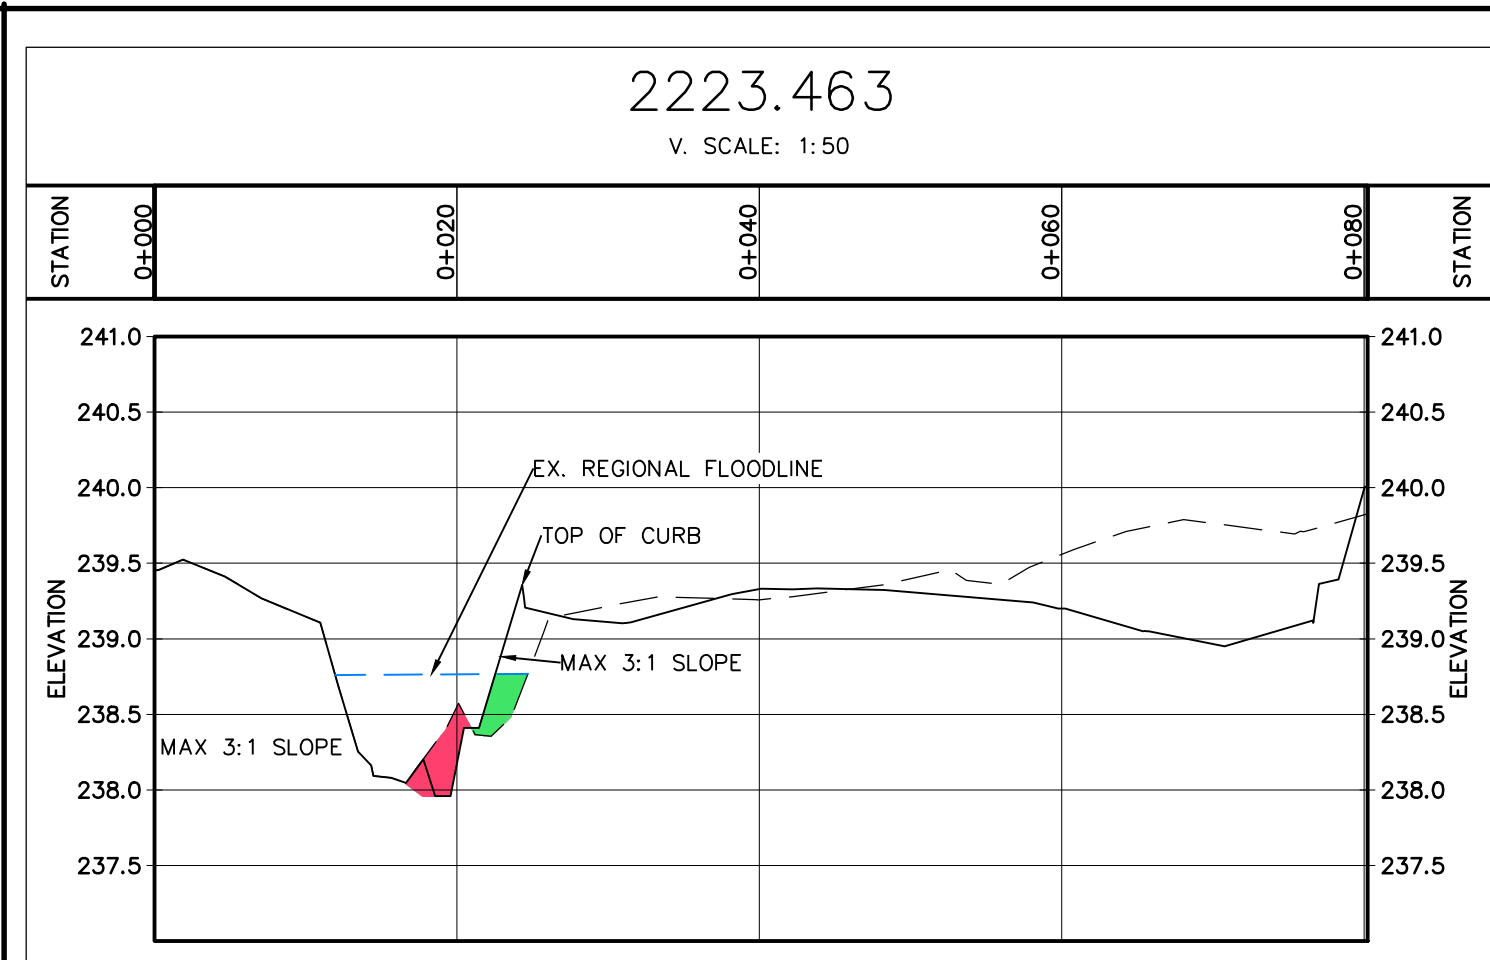 2223.463
V. SCALE: 1:50
STATION 0+000 0+020 0+040 0+060 0+080 STATION
241.0 241.0
240.5 240.5
EX. REGIONAL FLOODLINE
240.0 240.0
TOP OF CURB
239.5 239.5
ELEVATION ELEVATION
239.0 239.0
MAX 3:1 SLOPE
238.5 238.5
MAX 3:1 SLOPE
238.0 238.0
237.5 237.5